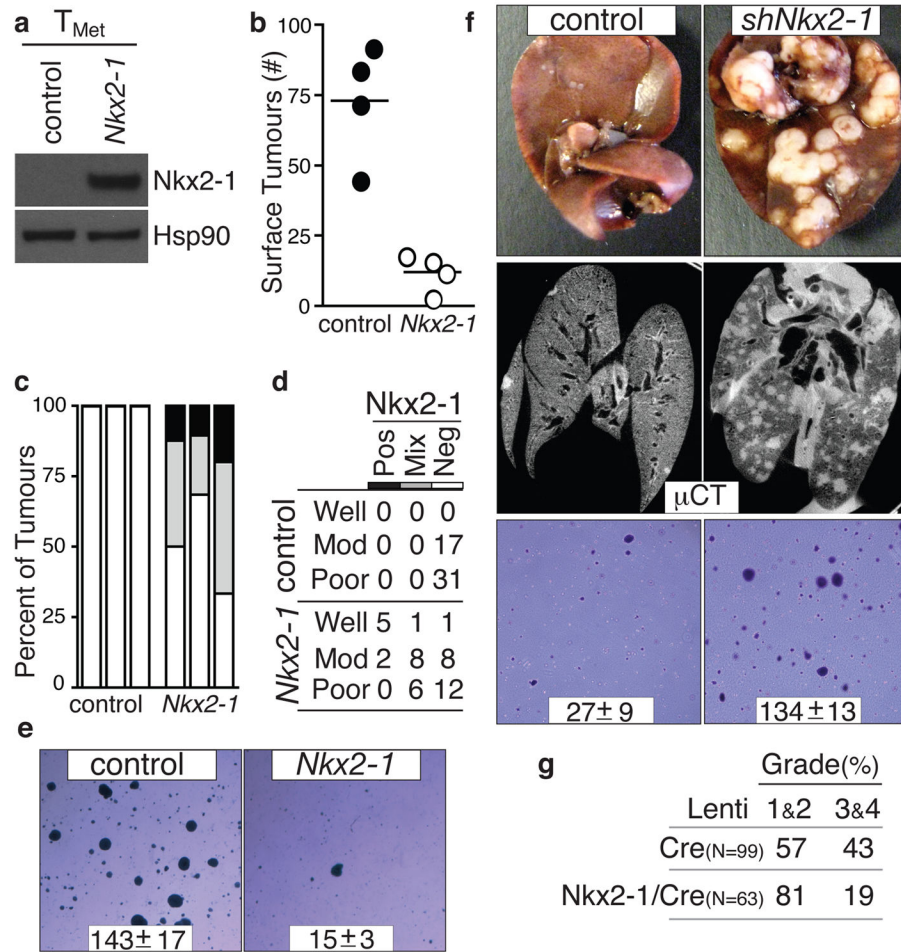 a
T_Met
control
Nkx2-1
Nkx2-1
Hsp90
b
Surface Tumours (#)
100
75
50
25
0
control Nkx2-1
c
Percent of Tumours
100
75
50
25
0
control Nkx2-1
d
Nkx2-1
Pos Mix Neg
control
Well 0 0 0
Mod 0 0 17
Poor 0 0 31
Nkx2-1
Well 5 1 1
Mod 2 8 8
Poor 0 6 12
e
control
Nkx2-1
143±17
15±3
f
control
shNkx2-1
μCT
27±9
134±13
g
Grade(%)
Lenti 1&2 3&4
Cre(N=99) 57 43
Nkx2-1/Cre(N=63) 81 19